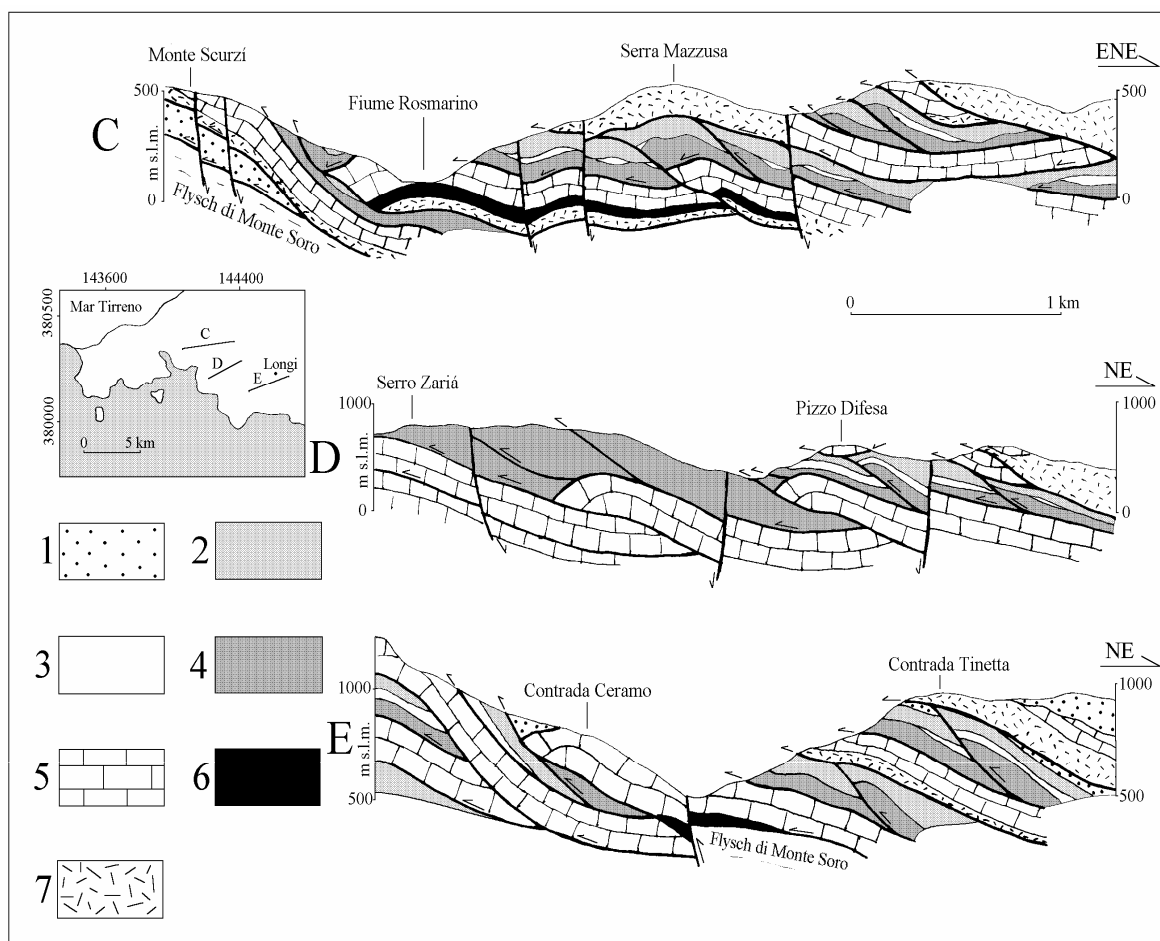 Monte Scurzí
Serra Mazzusa
ENE
500
Fiume Rosmarino
500
C
m s.l.m.
0
0
Flysch di Monte Soro
143600 144400
380500
Mar Tirreno
C
D
Longi
E
380000
0 5 km
0 1 km
Serro Zariá
NE
1000
Pizzo Difesa
1000
D
m s.l.m.
0
0
1
2
3
4
5
6
7
NE
Contrada Tinetta
1000
Contrada Ceramo
1000
E
m s.l.m.
500
500
Flysch di Monte Soro